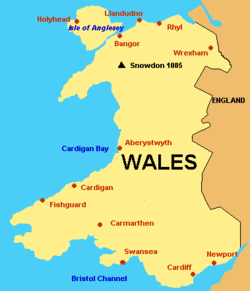 Llandudno
Holyhead
Isle of Anglesey
Rhyl
Bangor
Wrexham
Snowdon 1085
ENGLAND
Aberystwyth
Cardigan Bay
WALES
Cardigan
Fishguard
Carmarthen
Swansea
Newport
Cardiff
Bristol Channel